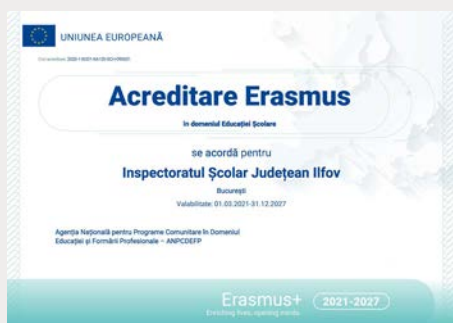 UNIUNEA EUROPEANĂ
Acreditare Erasmus
în domeniul Educației Școlare
se acordă pentru
Inspectoratul Școlar Județean Ilfov
București
Valabilitate: 01.03.2021-31.12.2027
Agenția Națională pentru Programe Comunitare în Domeniul
Educației și Formării Profesionale – ANPCDEFP
Erasmus+ 2021-2027
Enriching lives, opening minds.